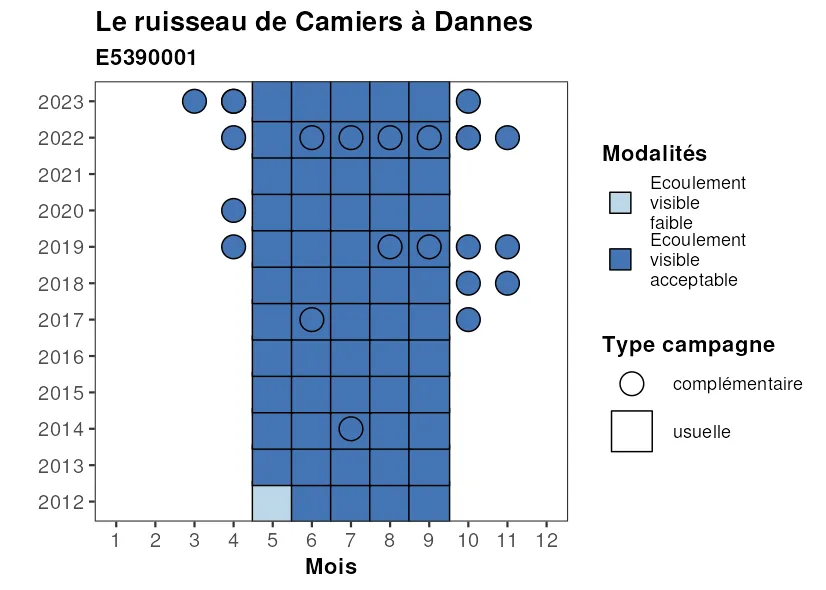 Le ruisseau de Camiers à Dannes
E5390001
2023
2022
2021
2020
2019
2018
2017
2016
2015
2014
2013
2012
1 2 3 4 5 6 7 8 9 10 11 12
Mois
Modalités
Ecoulement
visible
faible
Ecoulement
visible
acceptable
Type campagne
complémentaire
usuelle